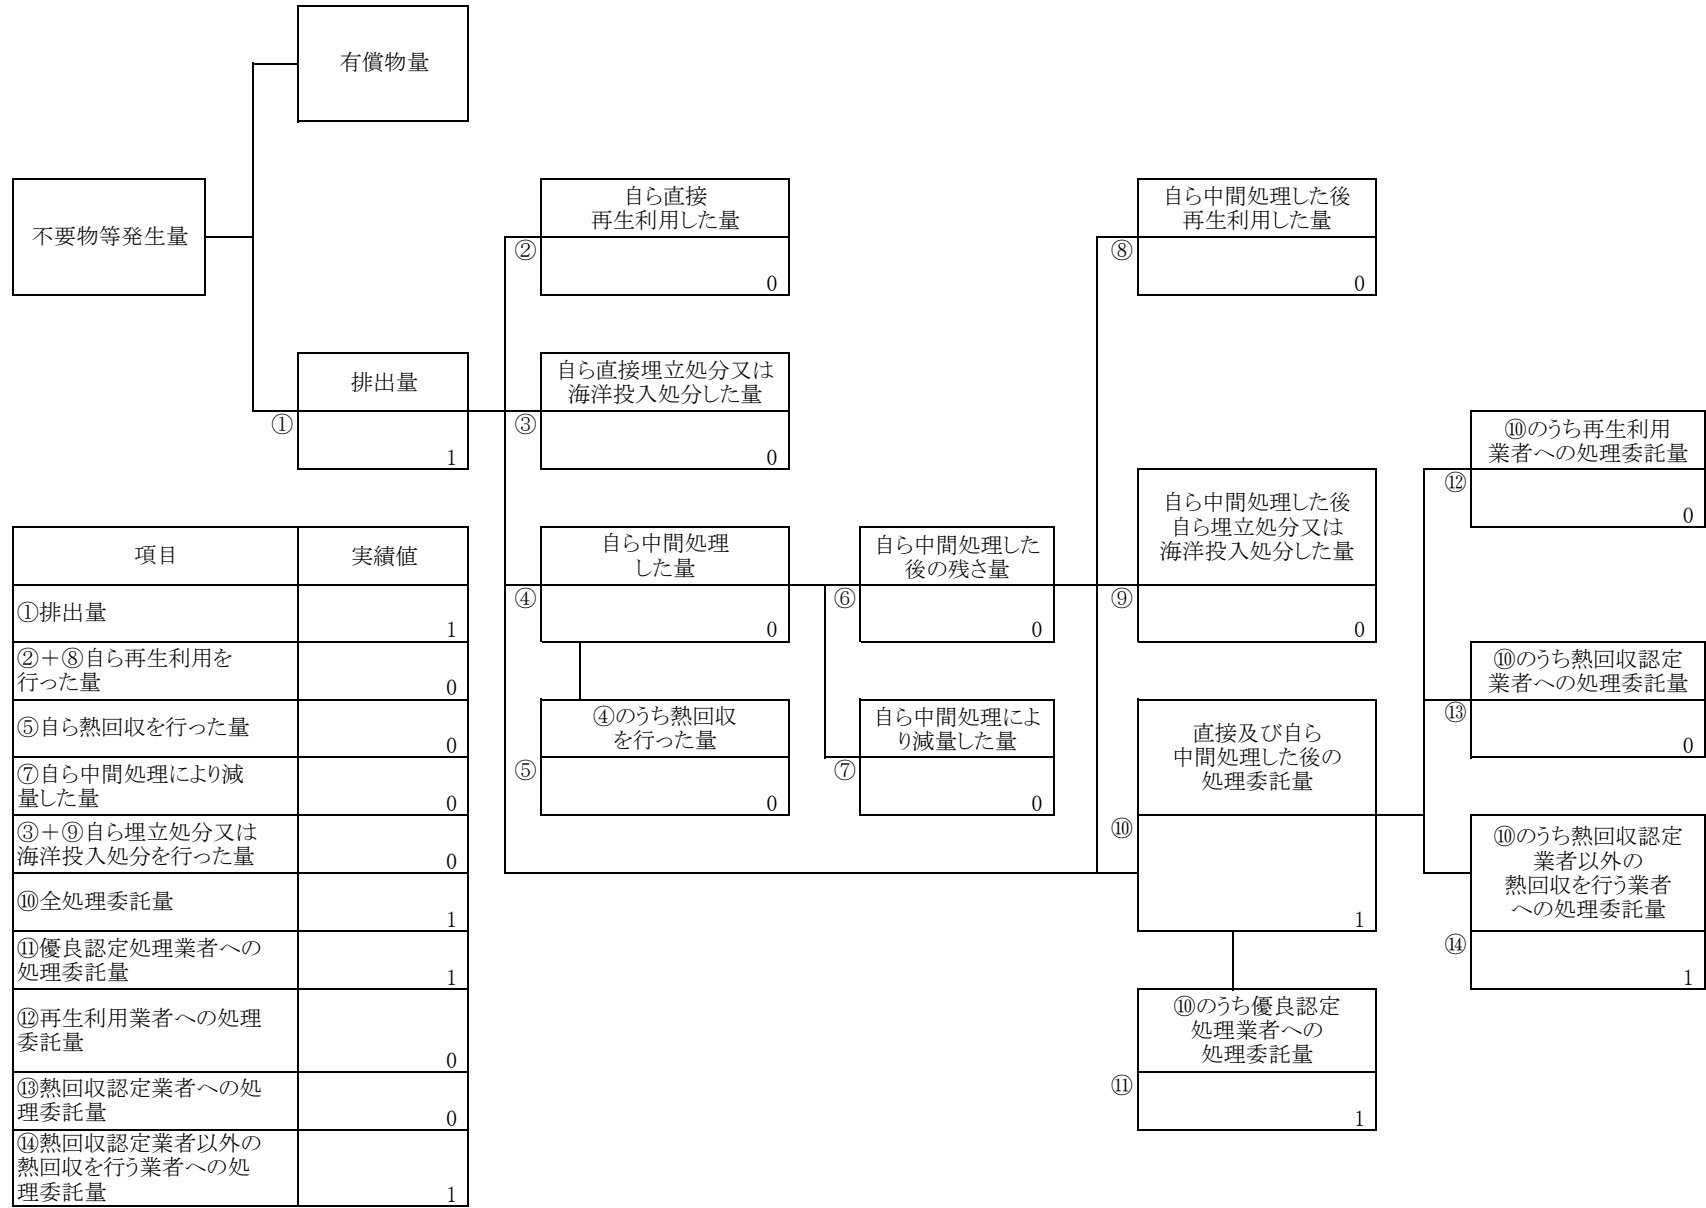 有償物量
不要物等発生量
自ら直接
再生利用した量
②
0
自ら中間処理した後
再生利用した量
⑧
0
排出量
①
1
自ら直接埋立処分又は
海洋投入処分した量
③
0
⑩のうち再生利用
業者への処理委託量
⑫
0
自ら中間処理した後
自ら埋立処分又は
海洋投入処分した量
⑨
0
自ら中間処理
した量
④
0
自ら中間処理した
後の残さ量
⑥
0
⑩のうち熱回収認定
業者への処理委託量
⑬
0
④のうち熱回収
を行った量
⑤
0
自ら中間処理によ
り減量した量
⑦
0
直接及び自ら
中間処理した後の
処理委託量
⑩
1
⑩のうち熱回収認定
業者以外の
熱回収を行う業者
への処理委託量
⑭
1
⑩のうち優良認定
処理業者への
処理委託量
⑪
1
項目 実績値
①排出量
1
②+⑧自ら再生利用を
行った量
0
⑤自ら熱回収を行った量
0
⑦自ら中間処理により減
量した量
0
③+⑨自ら埋立処分又は
海洋投入処分を行った量
0
⑩全処理委託量
1
⑪優良認定処理業者への
処理委託量
1
⑫再生利用業者への処理
委託量
0
⑬熱回収認定業者への処
理委託量
0
⑭熱回収認定業者以外の
熱回収を行う業者への処
理委託量
1